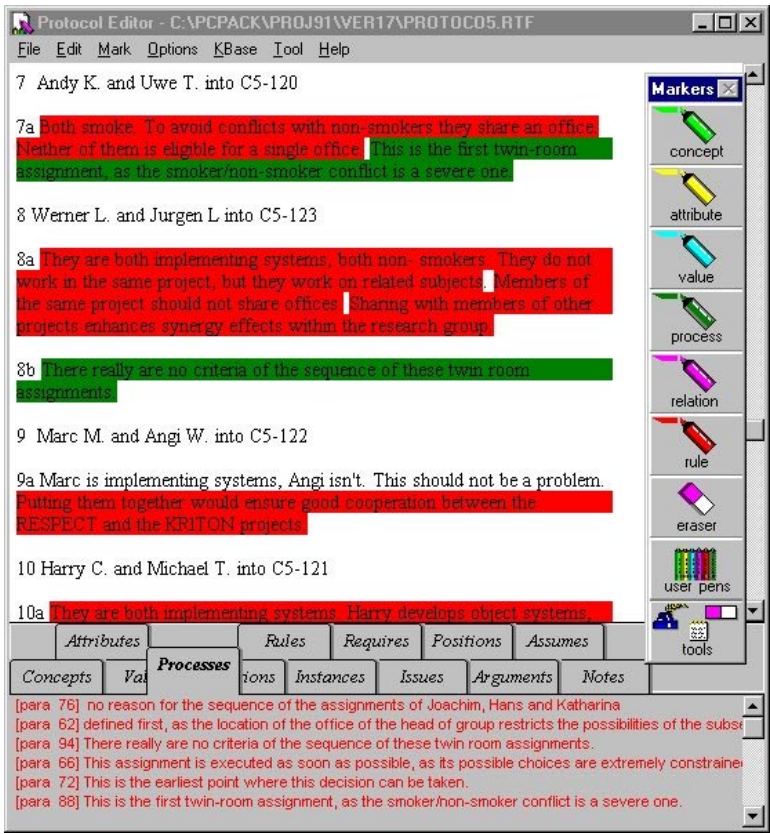 Protocol Editor - C:\PCPACK\PROJ91\VER17\PROTOCO5.RTF
File Edit Mark Options KBase Tool Help
7 Andy K. and Uwe T. into C5-120
7a Both smoke. To avoid conflicts with non-smokers they share an office.
Neither of them is eligible for a single office. This is the first twin-room
assignment, as the smoker/non-smoker conflict is a severe one.
8 Werner L. and Jurgen L into C5-123
8a They are both implementing systems, both non- smokers. They do not
work in the same project, but they work on related subjects. Members of
the same project should not share offices. Sharing with members of other
projects enhances synergy effects within the research group.
8b There really are no criteria of the sequence of these twin room
assignments.
9 Marc M. and Angi W. into C5-122
9a Marc is implementing systems, Angi isn't. This should not be a problem.
Putting them together would ensure good cooperation between the
RESPECT and the KRITON projects.
10 Harry C. and Michael T. into C5-121
10a They are both implementing systems. Harry develops object systems,
Markers
concept
attribute
value
process
relation
rule
eraser
user pens
tools
Attributes Rules Requires Positions Assumes
Concepts Val Processes ions Instances Issues Arguments Notes
[para 76] no reason for the sequence of the assignments of Joachim, Hans and Katharina
[para 62] defined first, as the location of the office of the head of group restricts the possibilities of the subse
[para 94] There really are no criteria of the sequence of these twin room assignments.
[para 66] This assignment is executed as soon as possible, as its possible choices are extremely constraine
[para 72] This is the earliest point where this decision can be taken.
[para 88] This is the first twin-room assignment, as the smoker/non-smoker conflict is a severe one.